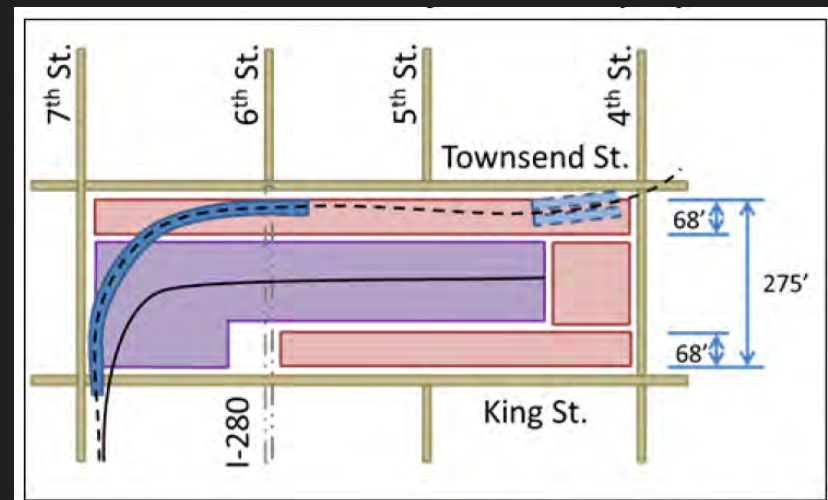 7th St.
6th St.
5th St.
4th St.
Townsend St.
68’
275’
68’
King St.
I-280